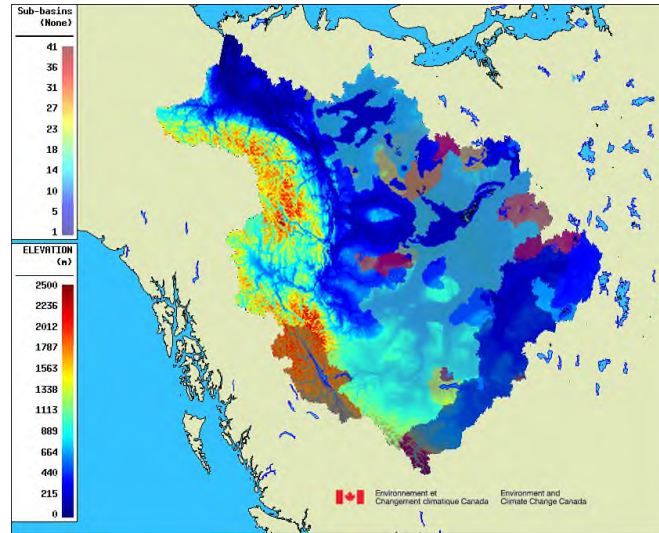 Sub-basins
(None)
41
36
31
27
23
18
14
10
5
1
ELEVATION
(m)
2500
2236
2012
1787
1563
1338
1113
889
664
440
215
0
Environnement et
Changement climatique Canada
Environment and
Climate Change Canada